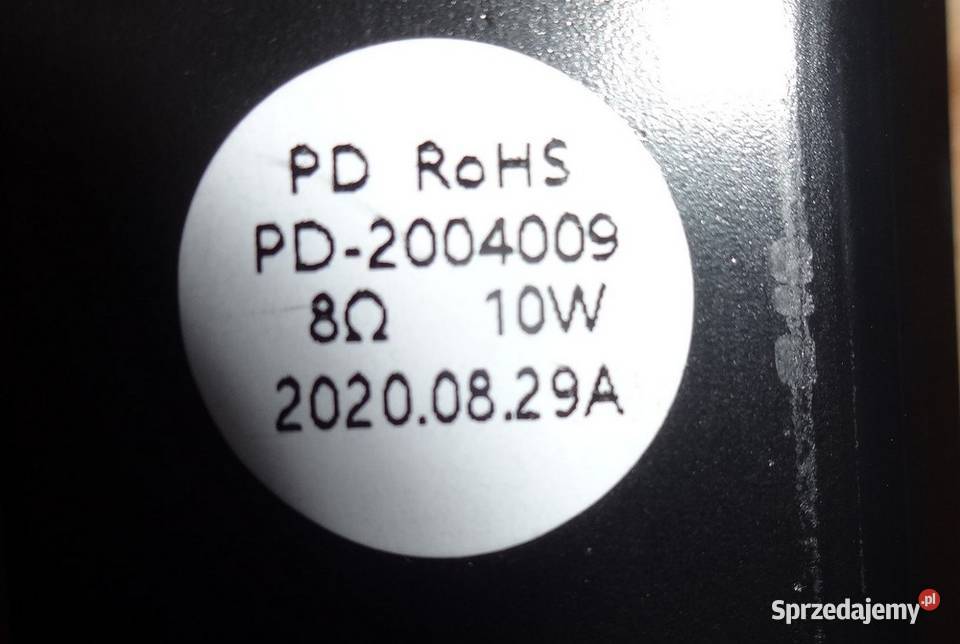 PD RoHS
PD-2004009
8Ω 10W
2020.08.29A
Sprzedajemy.pl